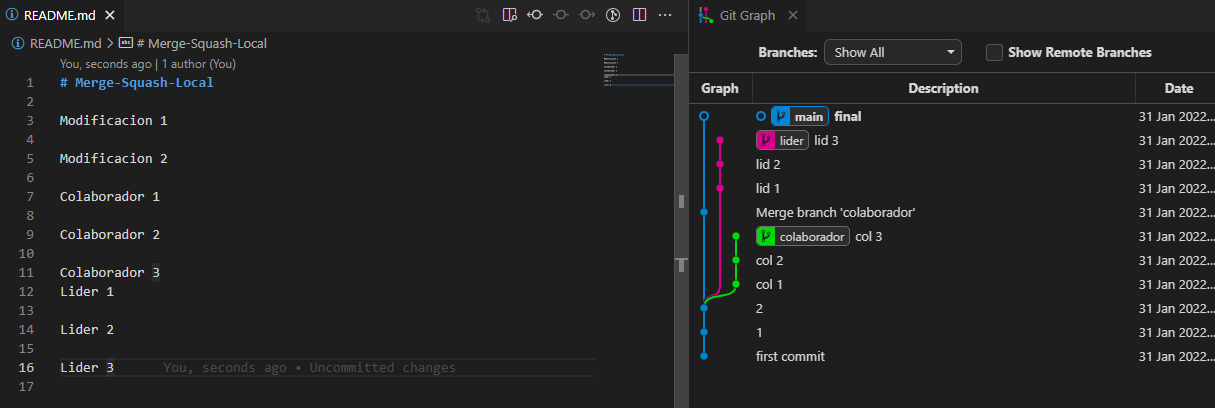 README.md
README.md > # Merge-Squash-Local
You, seconds ago | 1 author (You)
1 # Merge-Squash-Local
2
3 Modificacion 1
4
5 Modificacion 2
6
7 Colaborador 1
8
9 Colaborador 2
10
11 Colaborador 3
12 Lider 1
13
14 Lider 2
15
16 Lider 3 You, seconds ago • Uncommitted changes
17
Git Graph
Branches: Show All Show Remote Branches
Graph Description Date
main final 31 Jan 2022...
lider lid 3 31 Jan 2022...
lid 2 31 Jan 2022...
lid 1 31 Jan 2022...
Merge branch 'colaborador' 31 Jan 2022...
colaborador col 3 31 Jan 2022...
col 2 31 Jan 2022...
col 1 31 Jan 2022...
2 31 Jan 2022...
1 31 Jan 2022...
first commit 31 Jan 2022...